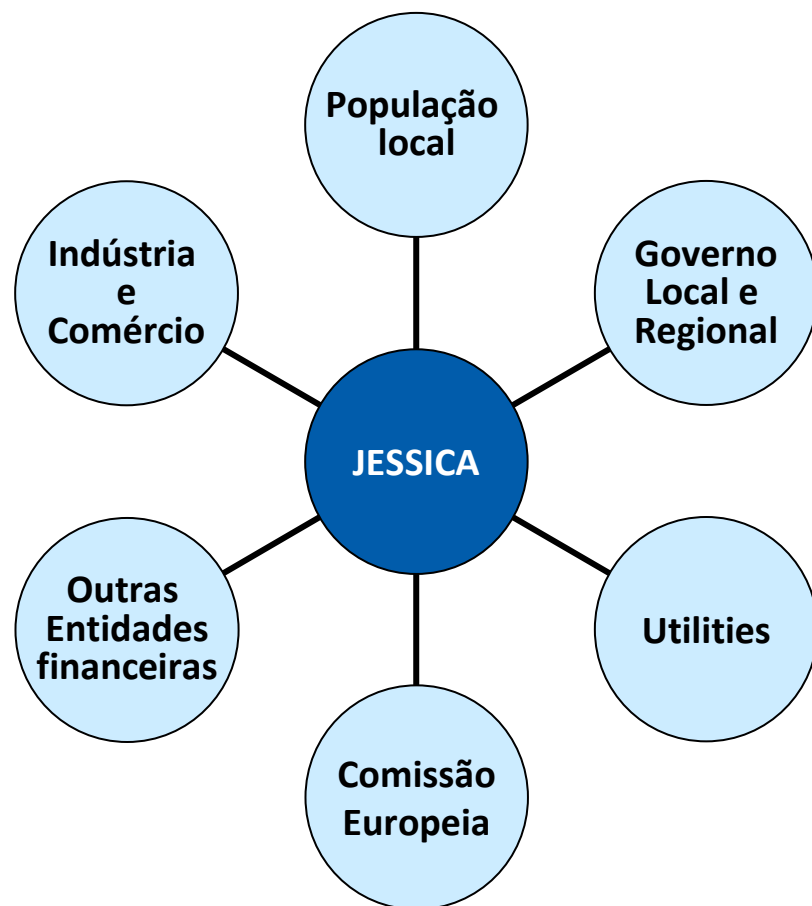 População
local
Indústria
e
Comércio
Governo
Local e
Regional
JESSICA
Outras
Entidades
financeiras
Utilities
Comissão
Europeia